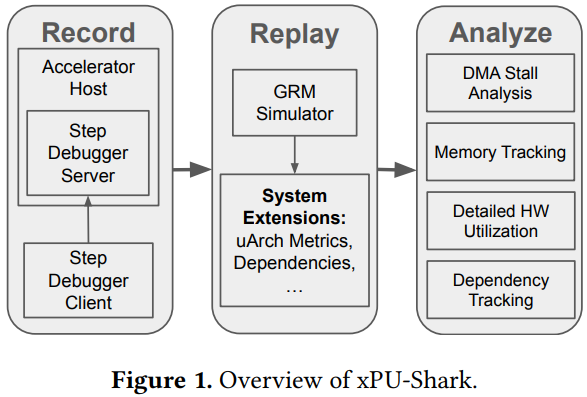 Record
Accelerator
Host
Step
Debugger
Server
Step
Debugger
Client
Replay
GRM
Simulator
System
Extensions:
uArch Metrics,
Dependencies,
…
Analyze
DMA Stall
Analysis
Memory Tracking
Detailed HW
Utilization
Dependency
Tracking
Figure 1. Overview of xPU-Shark.